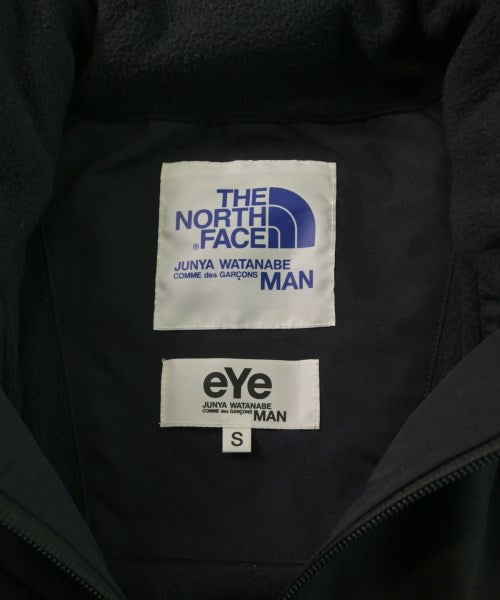 THE
NORTH
FACE®
JUNYA WATANABE
COMME des GARÇONS MAN
eYe
JUNYA WATANABE
COMME des GARÇONS MAN
S